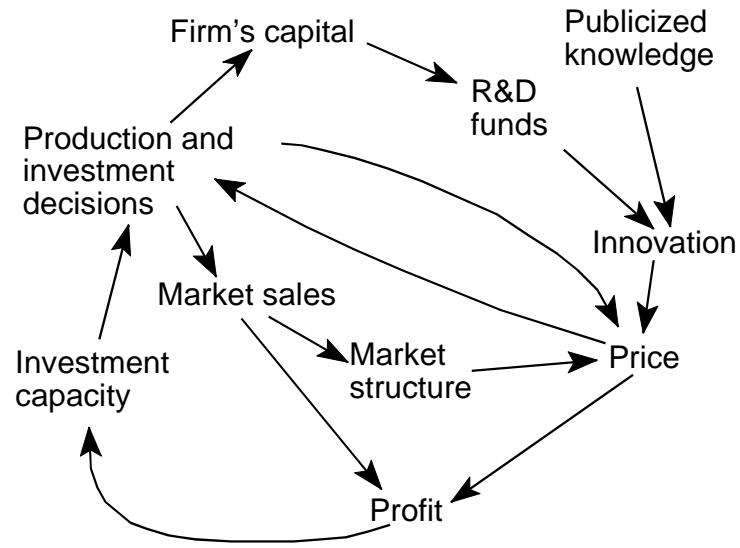 Firm's capital
Publicized
knowledge
R&D
funds
Production and
investment
decisions
Innovation
Market sales
Investment
capacity
Market
structure
Price
Profit